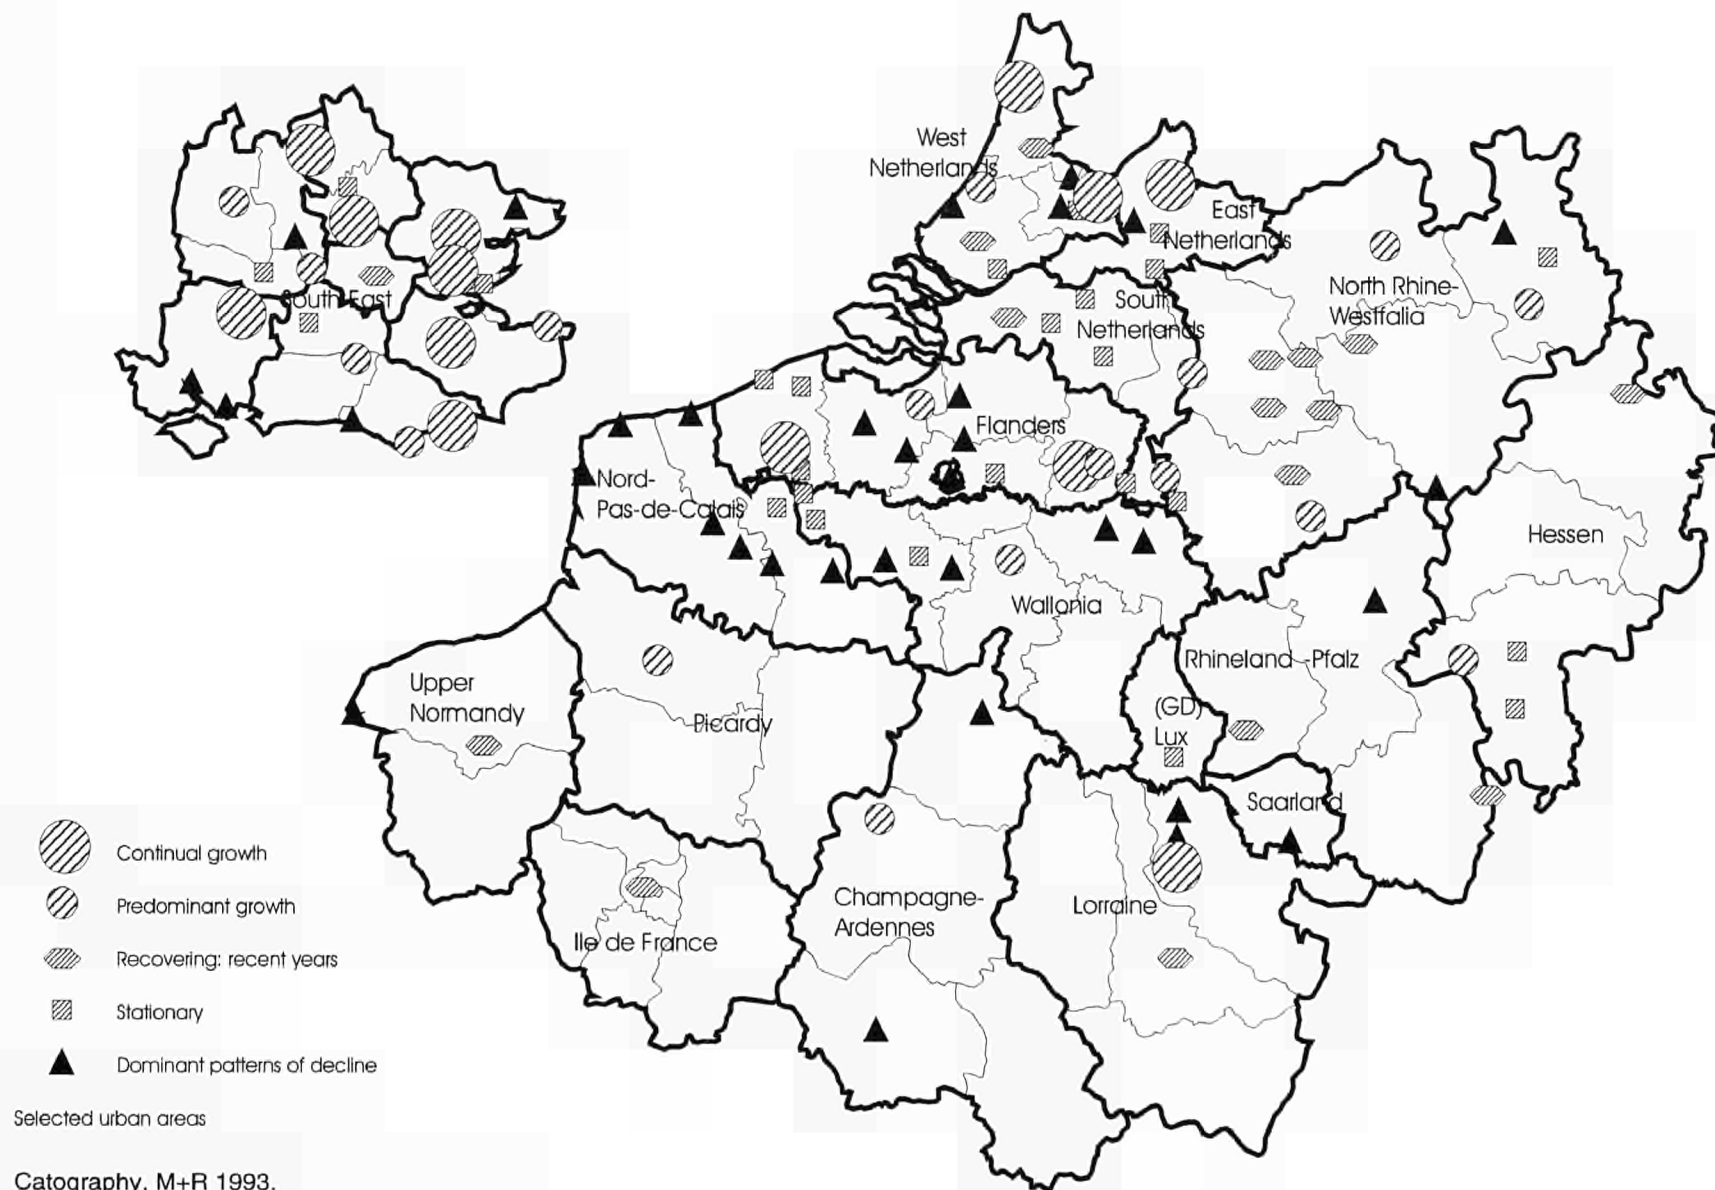 West
Netherlands
East
Netherlands
South East
North Rhine-
Westfalia
South
Netherlands
Flanders
Nord-
Pas-de-Calais
Hessen
Wallonia
Rhineland -Pfalz
Upper
Normandy
(GD)
Lux
Picardy
Saarland
Champagne-
Ardennes
Lorraine
Ile de France
Continual growth
Predominant growth
Recovering: recent years
Stationary
Dominant patterns of decline
Selected urban areas
Catography. M+R 1993.